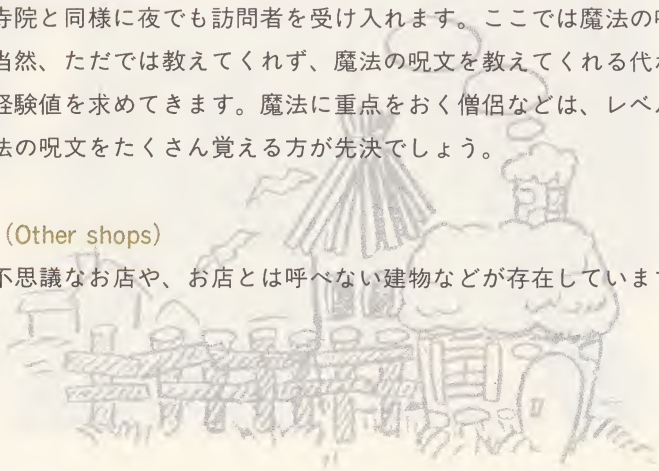 寺院と同様に夜でも訪問者を受け入れます。ここでは魔法の
当然、ただでは教えてくれず、魔法の呪文を教えてくれる代
経験値を求めてきます。魔法に重点をおく僧侶などは、レベ
法の呪文をたくさん覚える方が先決でしょう。
(Other shops)
不思議なお店や、お店とは呼べない建物などが存在していま